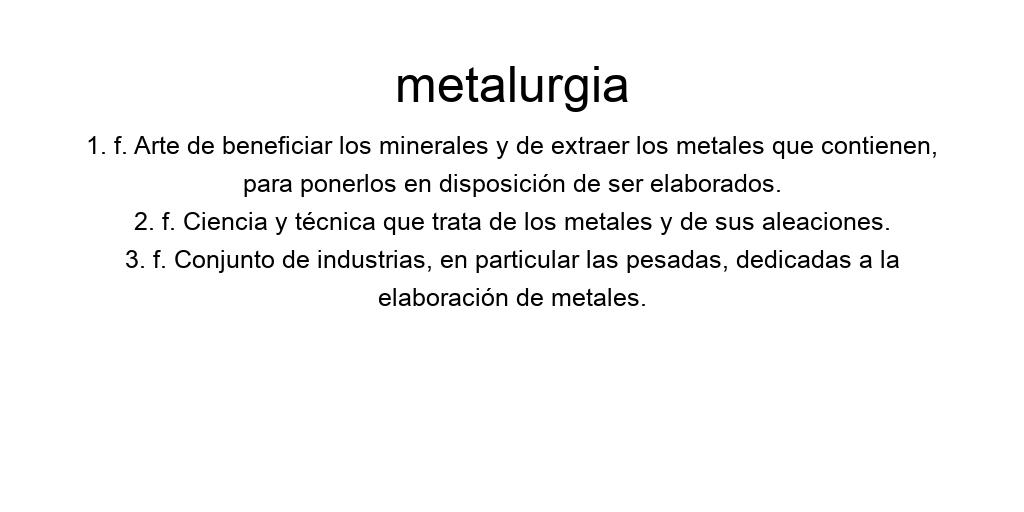 metalurgia
1. f. Arte de beneficiar los minerales y de extraer los metales que contienen,
para ponerlos en disposición de ser elaborados.
2. f. Ciencia y técnica que trata de los metales y de sus aleaciones.
3. f. Conjunto de industrias, en particular las pesadas, dedicadas a la
elaboración de metales.